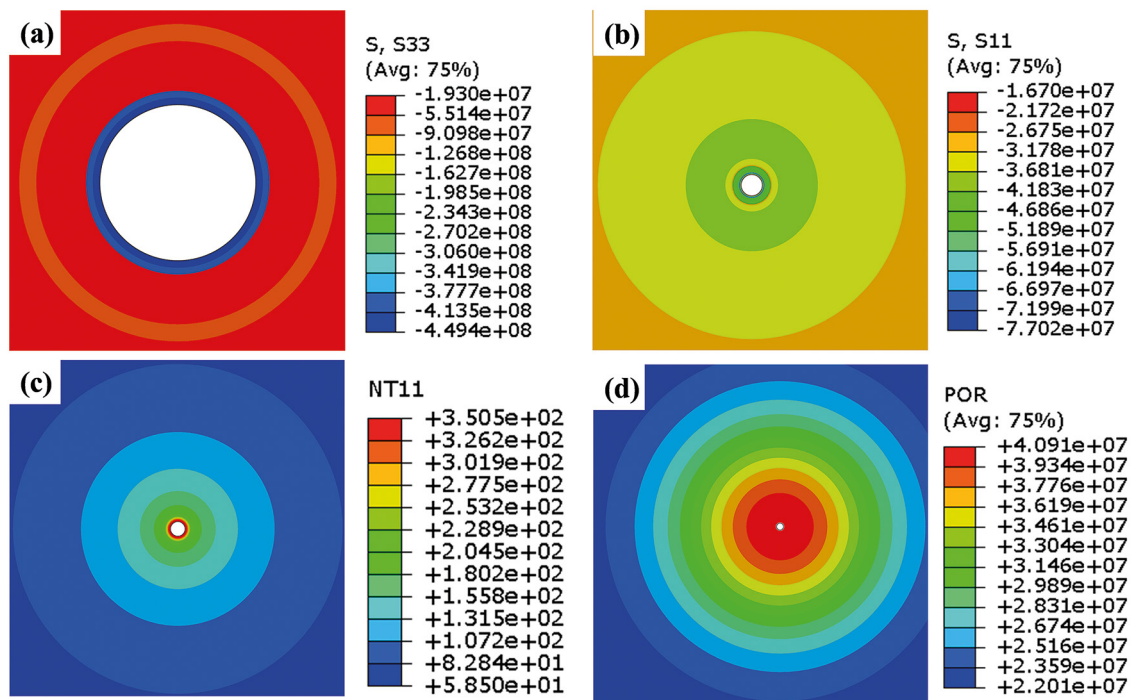 (a)
S, S33
(Avg: 75%)
-1.930e+07
-5.514e+07
-9.098e+07
-1.268e+08
-1.627e+08
-1.985e+08
-2.343e+08
-2.702e+08
-3.060e+08
-3.419e+08
-3.777e+08
-4.135e+08
-4.494e+08
(b)
S, S11
(Avg: 75%)
-1.670e+07
-2.172e+07
-2.675e+07
-3.178e+07
-3.681e+07
-4.183e+07
-4.686e+07
-5.189e+07
-5.691e+07
-6.194e+07
-6.697e+07
-7.199e+07
-7.702e+07
(c)
NT11
+3.505e+02
+3.262e+02
+3.019e+02
+2.775e+02
+2.532e+02
+2.289e+02
+2.045e+02
+1.802e+02
+1.558e+02
+1.315e+02
+1.072e+02
+8.284e+01
+5.850e+01
(d)
POR
(Avg: 75%)
+4.091e+07
+3.934e+07
+3.776e+07
+3.619e+07
+3.461e+07
+3.304e+07
+3.146e+07
+2.989e+07
+2.831e+07
+2.674e+07
+2.516e+07
+2.359e+07
+2.201e+07